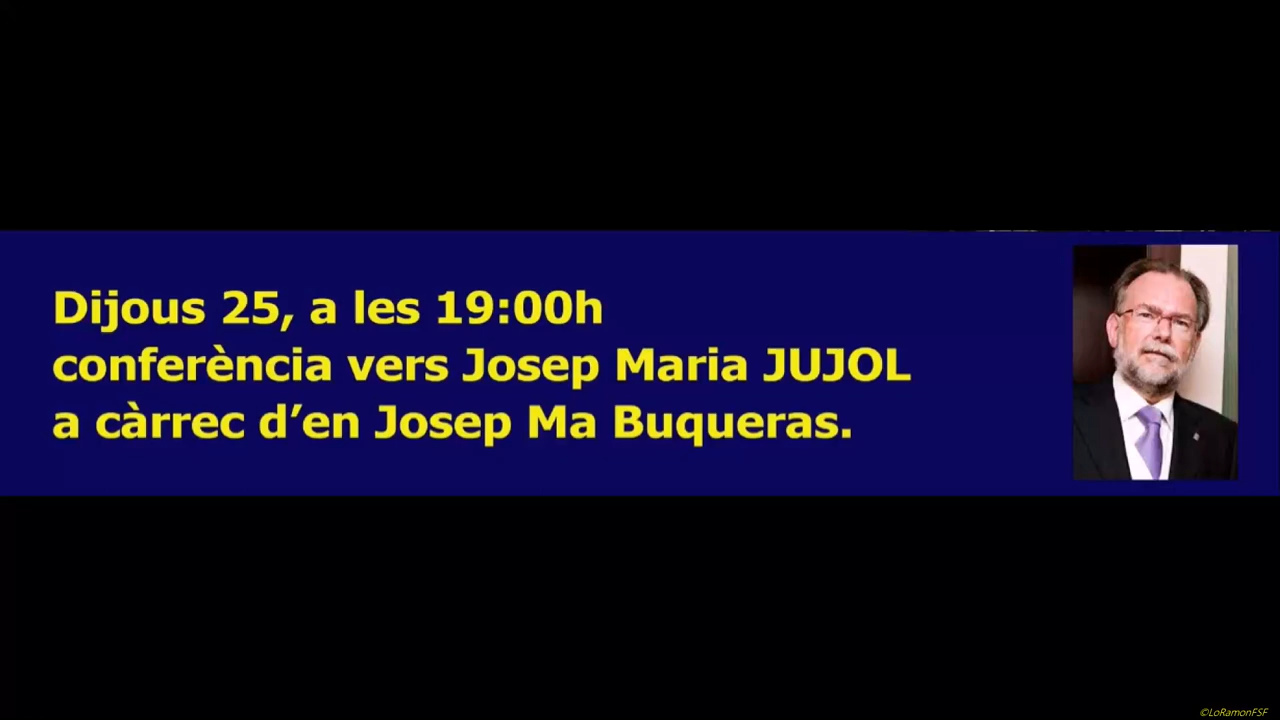 Dijous 25, a les 19:00h
conferència vers Josep Maria JUJOL
a càrrec d’en Josep Ma Buqueras.
©LoRamonFSF